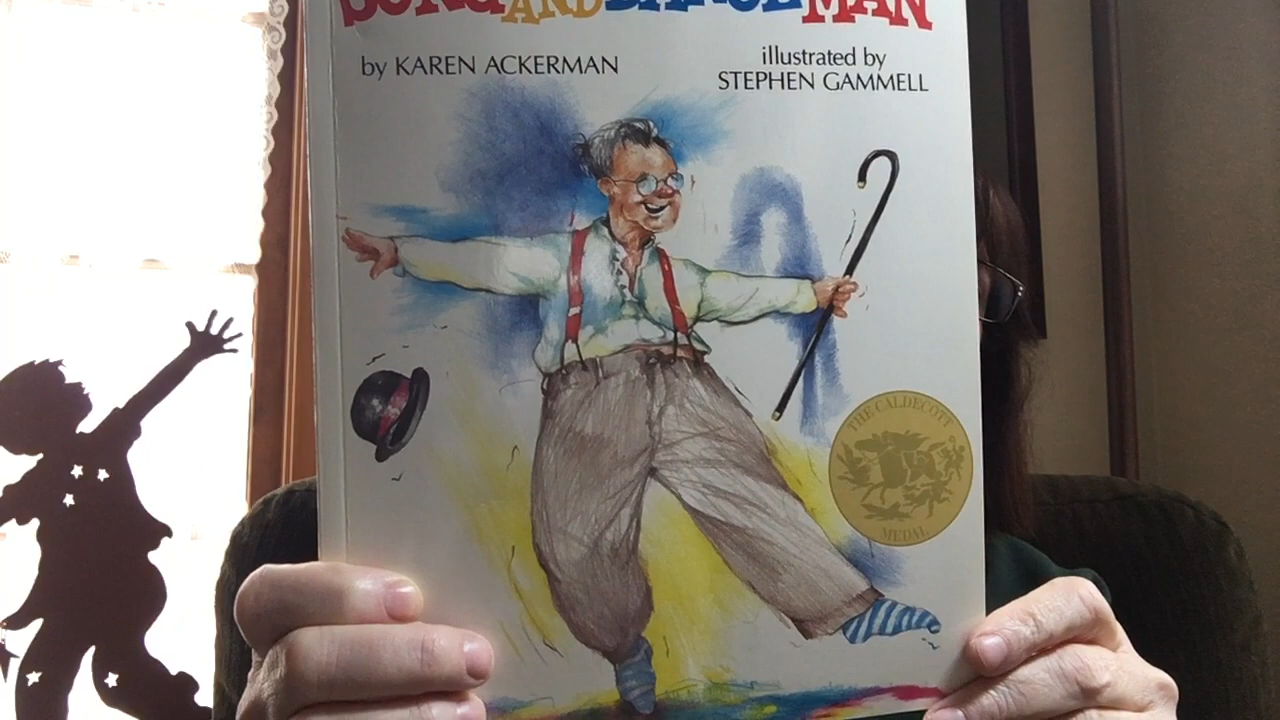 SONG AND DANCE MAN
by KAREN ACKERMAN
illustrated by
STEPHEN GAMMELL
THE CALDECOTT
MEDAL